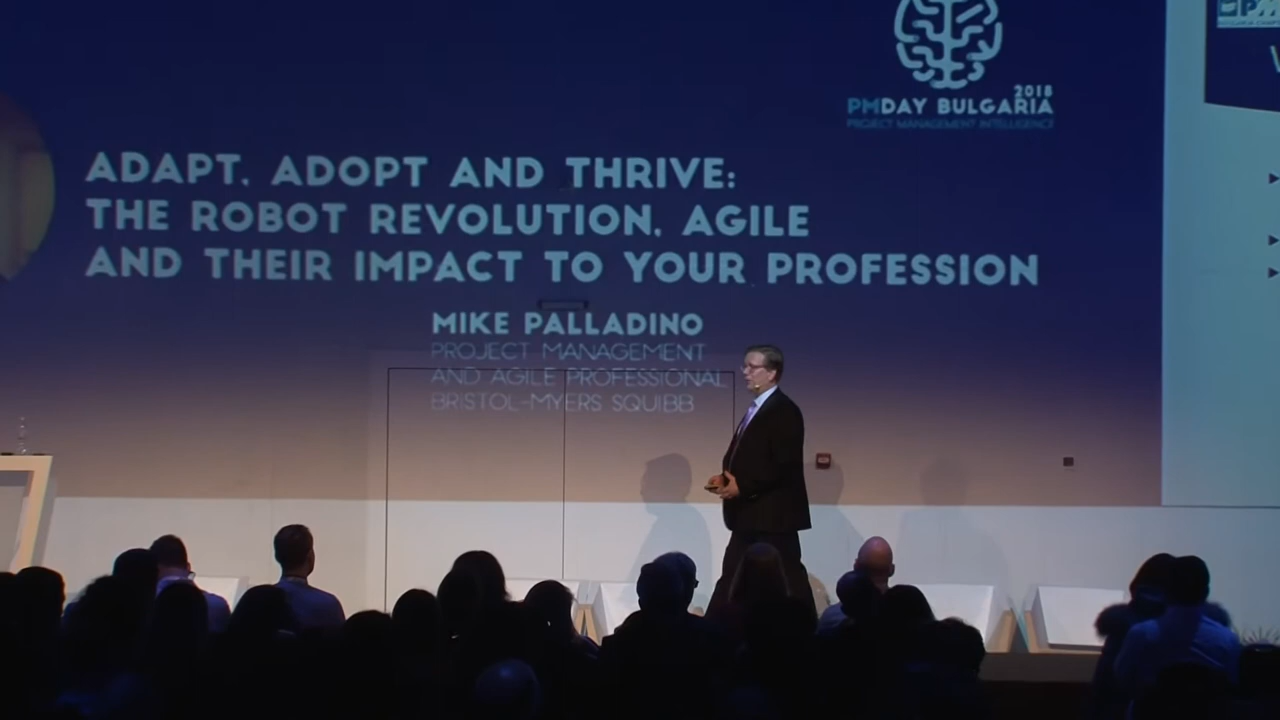 2018
PMDAY BULGARIA
PROJECT MANAGEMENT INTELLIGENCE
ADAPT, ADOPT AND THRIVE:
THE ROBOT REVOLUTION, AGILE
AND THEIR IMPACT TO YOUR PROFESSION
MIKE PALLADINO
PROJECT MANAGEMENT
AND AGILE PROFESSIONAL
BRISTOL-MYERS SQUIBB